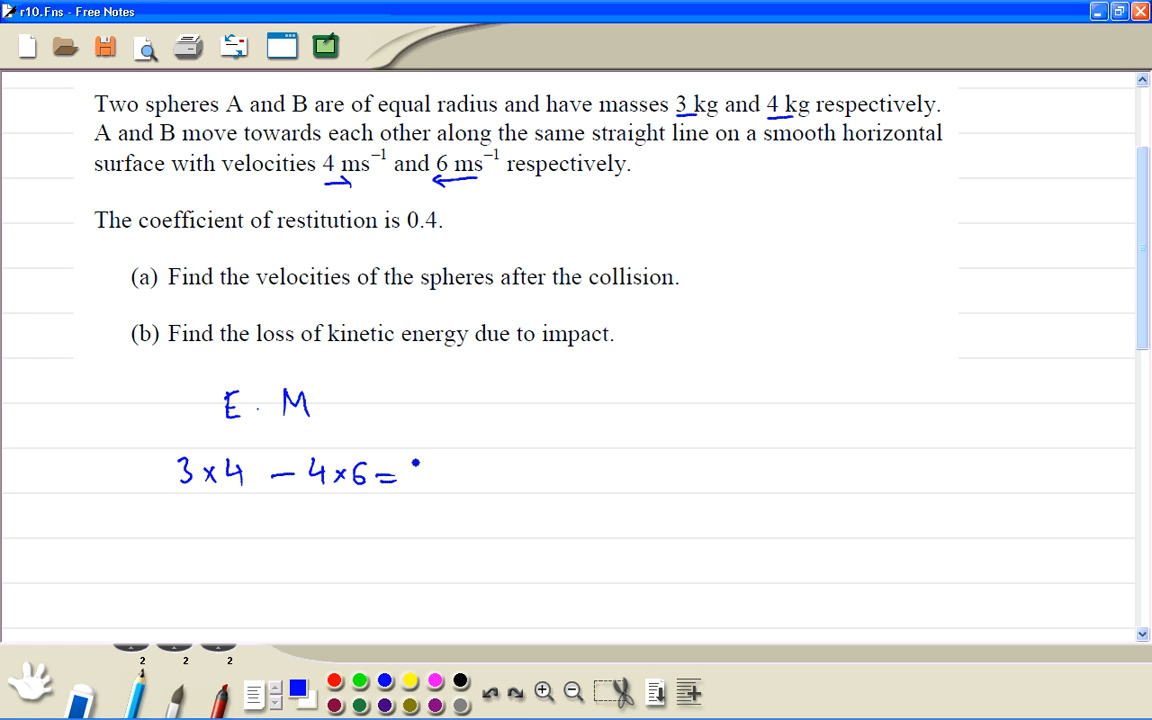 r10.Fns - Free Notes
Two spheres A and B are of equal radius and have masses 3 kg and 4 kg respectively.
A and B move towards each other along the same straight line on a smooth horizontal
surface with velocities 4 ms⁻¹ and 6 ms⁻¹ respectively.
The coefficient of restitution is 0.4.
(a) Find the velocities of the spheres after the collision.
(b) Find the loss of kinetic energy due to impact.
E. M
3 × 4 - 4 × 6 =
2 2 2